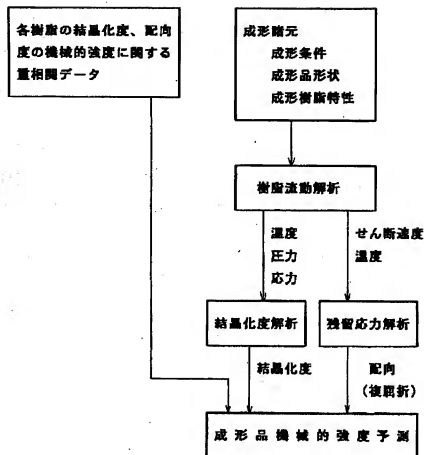 各樹脂の結晶化度、配向
度の機械的強度に関する
重相関データ
成形諸元
成形条件
成形品形状
成形樹脂特性
樹脂流動解析
温度
圧力
応力
せん断速度
温度
結晶化度解析
残留応力解析
結晶化度
配向
(複屈折)
成形品機械的強度予測